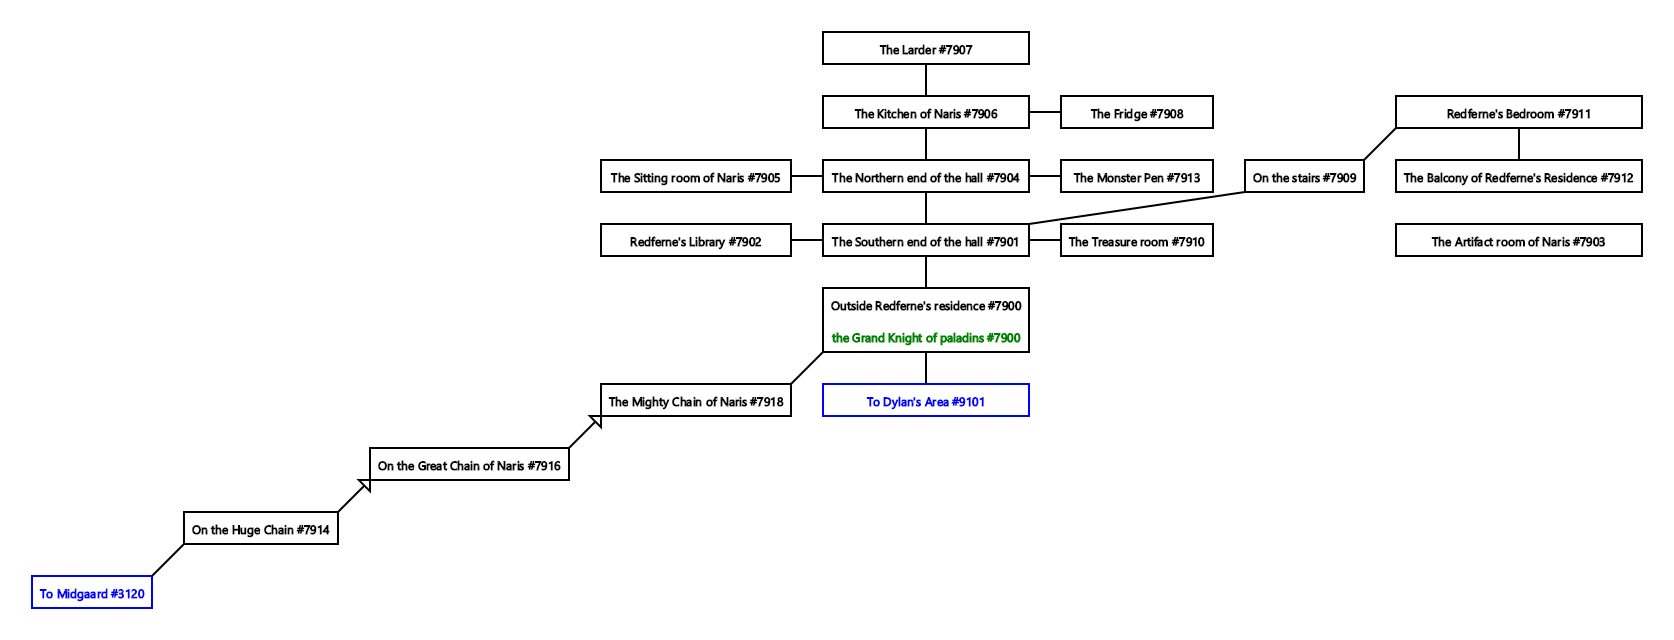 The Larder #7907
The Kitchen of Naris #7906
The Fridge #7908
Redferne's Bedroom #7911
The Sitting room of Naris #7905
The Northern end of the hall #7904
The Monster Pen #7913
On the stairs #7909
The Balcony of Redferne's Residence #7912
Redferne's Library #7902
The Southern end of the hall #7901
The Treasure room #7910
The Artifact room of Naris #7903
Outside Redferne's residence #7900
the Grand Knight of paladins #7900
The Mighty Chain of Naris #7918
To Dylan's Area #9101
On the Great Chain of Naris #7916
On the Huge Chain #7914
To Midgaard #3120